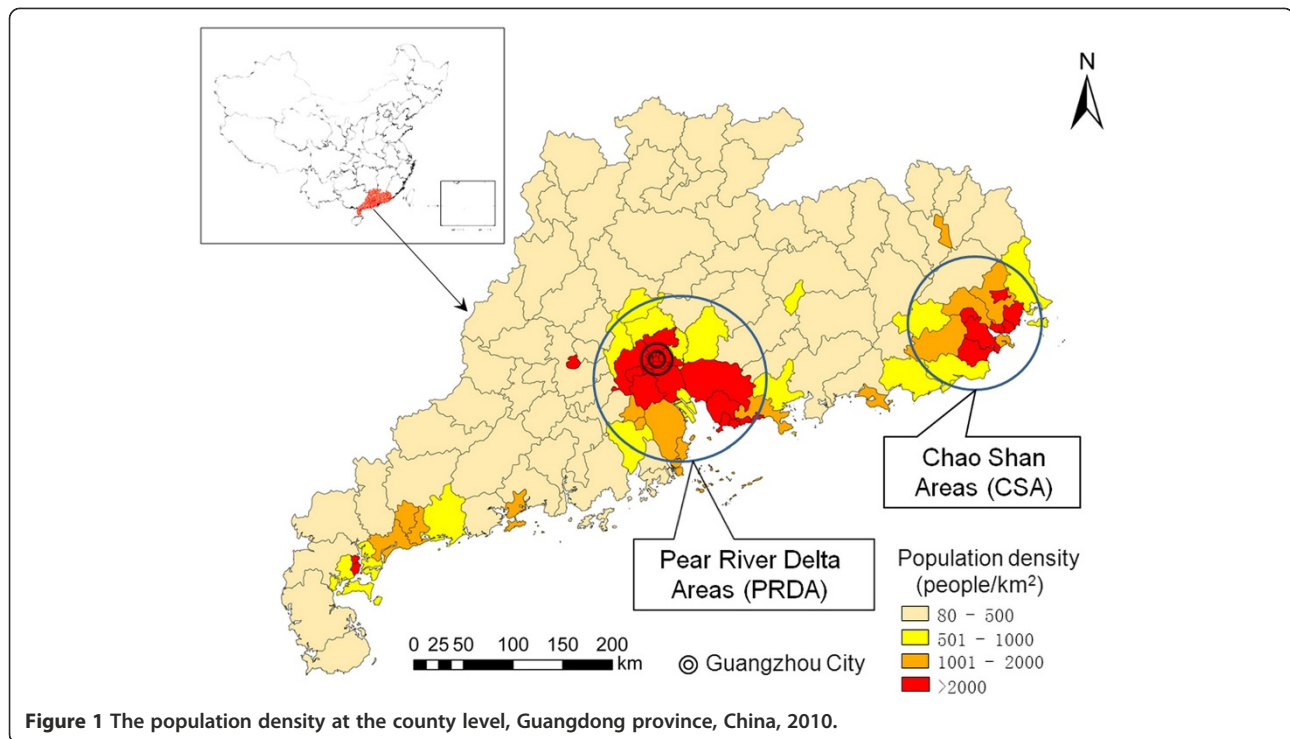 N
Chao Shan
Areas (CSA)
Pear River Delta
Areas (PRDA)
Population density
(people/km²)
80 - 500
501 - 1000
1001 - 2000
>2000
0 25 50 100 150 200
km
Guangzhou City
Figure 1 The population density at the county level, Guangdong province, China, 2010.